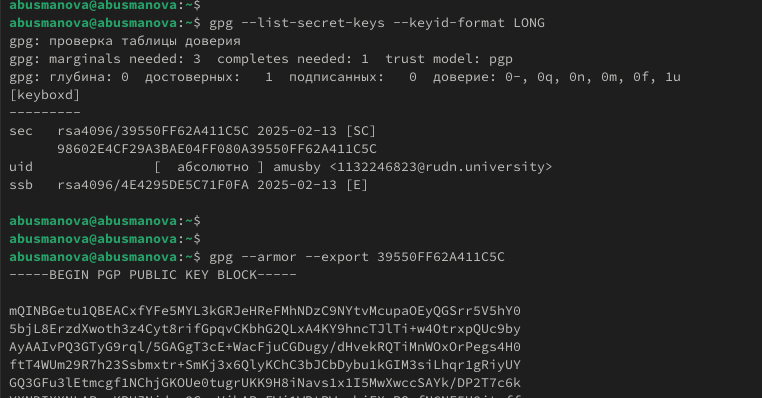 abusmanova@abusmanova:~$
abusmanova@abusmanova:~$ gpg --list-secret-keys --keyid-format LONG
gpg: проверка таблицы доверия
gpg: marginals needed: 3  completes needed: 1  trust model: pgp
gpg: глубина: 0  достоверных:   1  подписанных:   0  доверие: 0-, 0q, 0n, 0m, 0f, 1u
[keyboxd]
---------
sec   rsa4096/39550FF62A411C5C 2025-02-13 [SC]
      98602E4CF29A3BAE04FF080A39550FF62A411C5C
uid               [  абсолютно ] amusby <1132246823@rudn.university>
ssb   rsa4096/4E4295DE5C71F0FA 2025-02-13 [E]
abusmanova@abusmanova:~$
abusmanova@abusmanova:~$
abusmanova@abusmanova:~$ gpg --armor --export 39550FF62A411C5C
-----BEGIN PGP PUBLIC KEY BLOCK-----
mQINBGetu1QBEACxfYFe5MYL3kGRJeHReFMhNDzC9NYtvMcupaOEyQGSrr5V5hY0
5bjL8ErzdXwoth3z4Cyt8rifGpqvCKbhG2QLxA4KY9hncTJlTi+w4OtrxpQUc9by
AyAAIvPQ3GTyG9rql/5GAGgT3cE+WacFjuCGDugy/dHvekRQTiMnWOxOrPegs4H0
ftT4WUm29R7h23Ssbmxtr+SmKj3x6QlyKChC3bJCbDybu1kGIM3siLhqr1gRiyUY
GQ3GFu3lEtmcgf1NChjGKOUe0tugrUKK9H8iNavs1x1I5MwXwccSAYk/DP2T7c6k